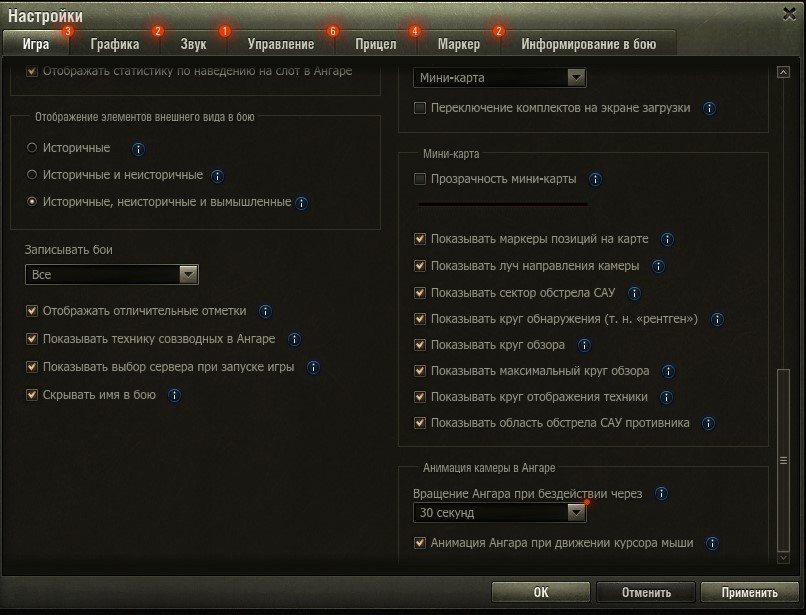 Настройки
Игра 3 Графика 2 Звук 1 Управление 6 Прицел 4 Маркер 2 Информирование в бою
Отображать статистику по наведению на слот в Ангаре
Отображение элементов внешнего вида в бою
Историчные
Историчные и неисторичные
Историчные, неисторичные и вымышленные
Записывать бои
Все
Отображать отличительные отметки
Показывать технику совзводных в Ангаре
Показывать выбор сервера при запуске игры
Скрывать имя в бою
Мини-карта
Переключение комплектов на экране загрузки
Мини-карта
Прозрачность мини-карты
Показывать маркеры позиций на карте
Показывать луч направления камеры
Показывать сектор обстрела САУ
Показывать круг обнаружения (т. н. «рентген»)
Показывать круг обзора
Показывать максимальный круг обзора
Показывать круг отображения техники
Показывать область обстрела САУ противника
Анимация камеры в Ангаре
Вращение Ангара при бездействии через
30 секунд
Анимация Ангара при движении курсора мыши
OK Отменить Применить